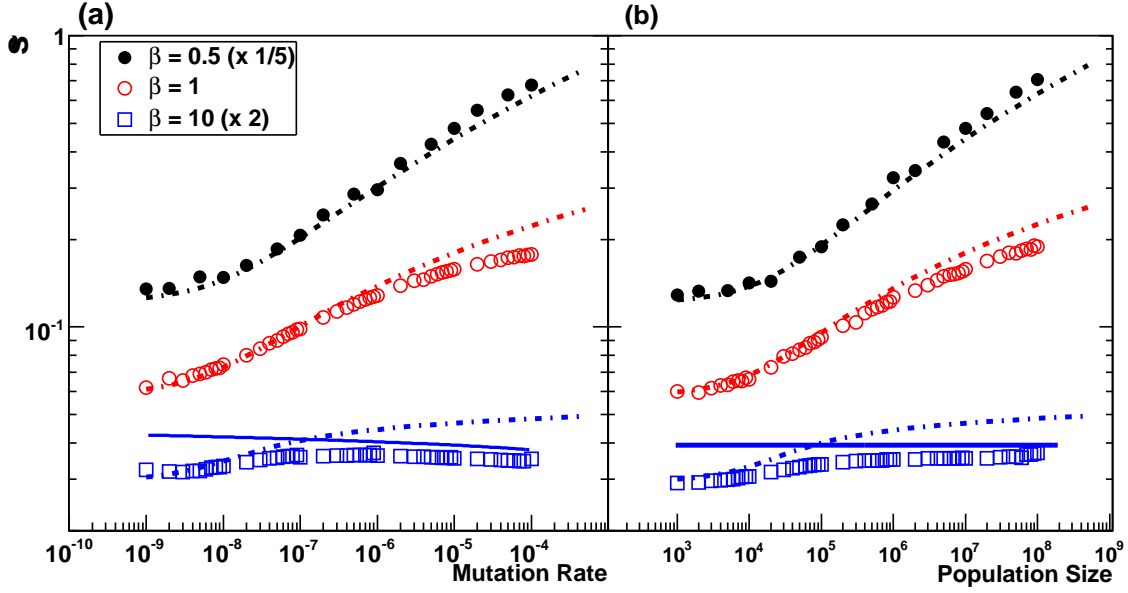 (a)
(b)
s
1
β = 0.5 (x 1/5)
β = 1
β = 10 (x 2)
10⁻¹
10⁻¹⁰ 10⁻⁹ 10⁻⁸ 10⁻⁷ 10⁻⁶ 10⁻⁵ 10⁻⁴
10³ 10⁴ 10⁵ 10⁶ 10⁷ 10⁸ 10⁹
Mutation Rate
Population Size